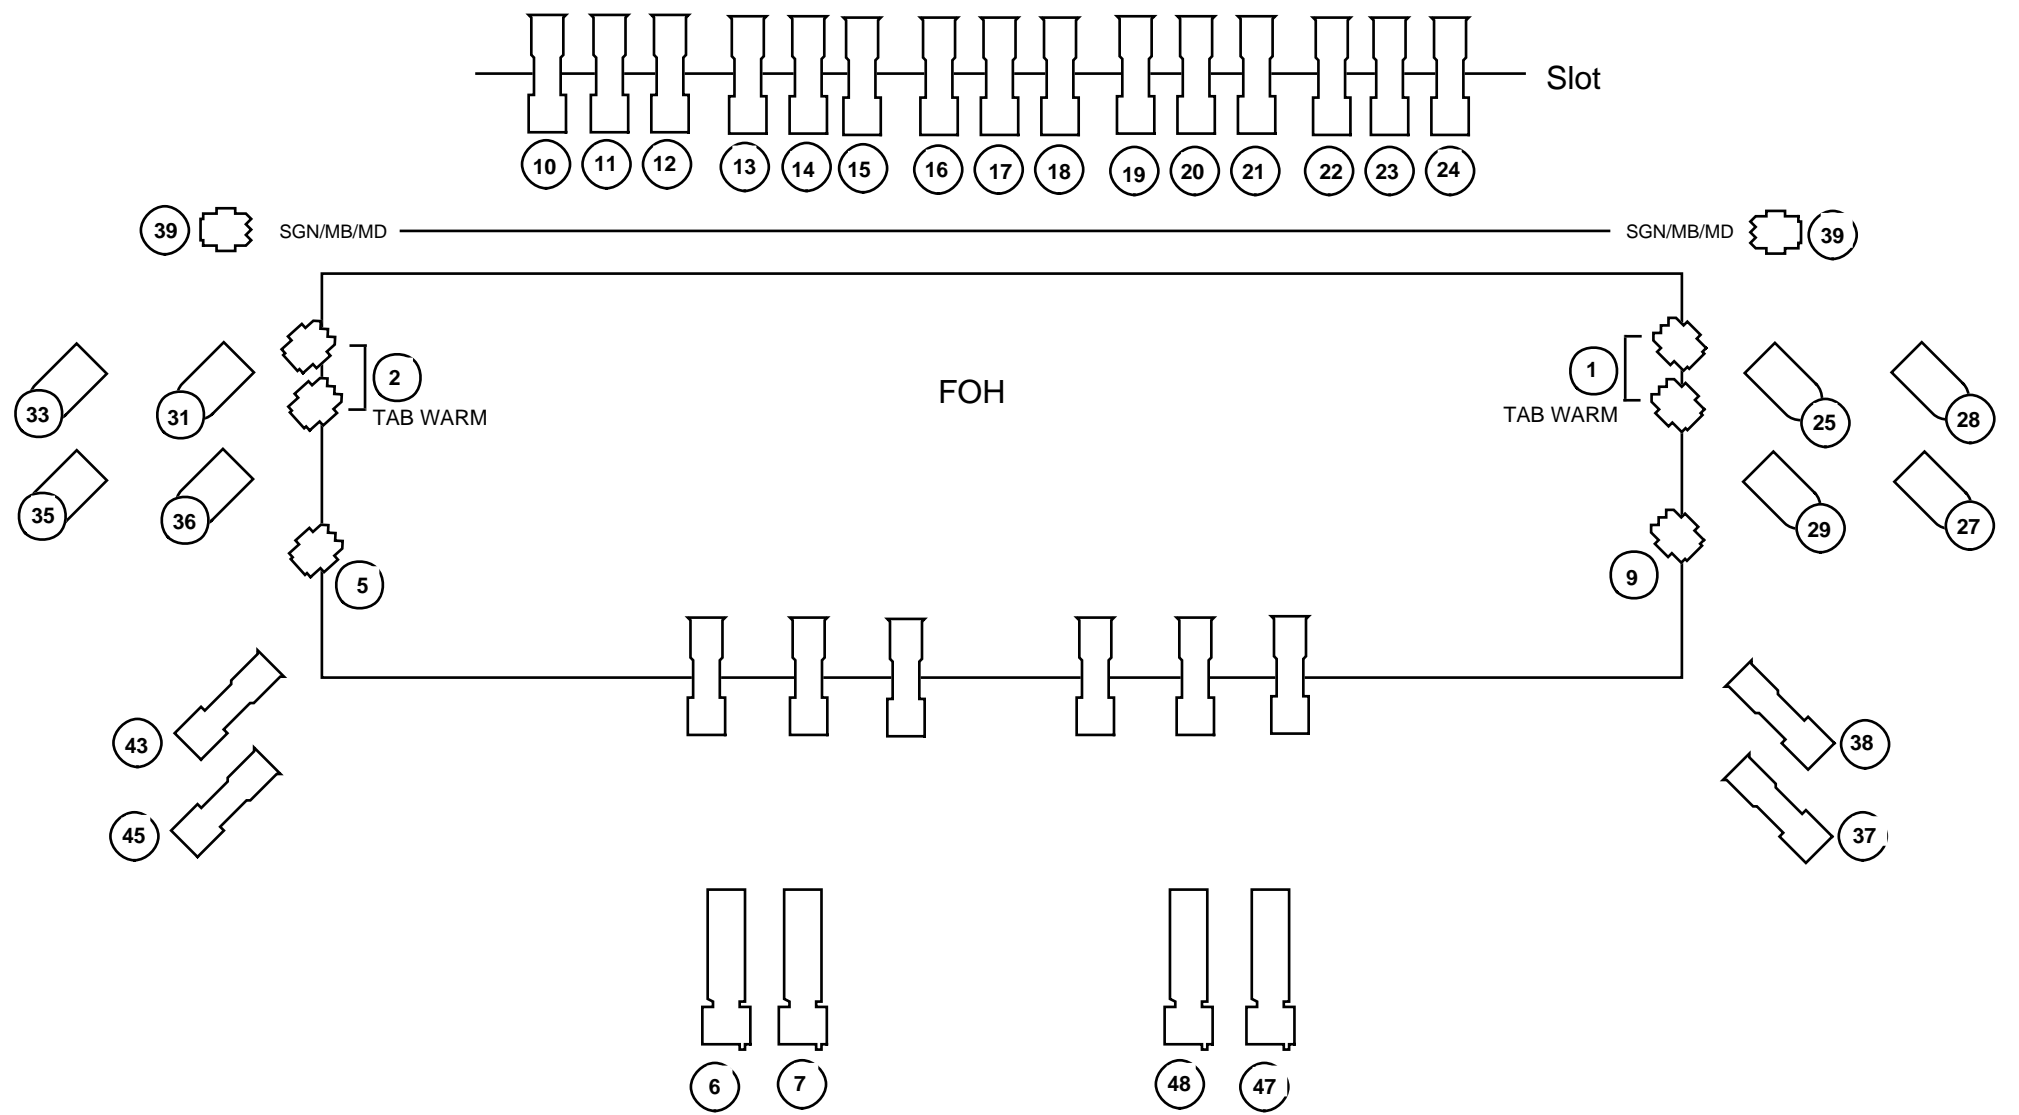 Slot
10 11 12 13 14 15 16 17 18 19 20 21 22 23 24
39 SGN/MB/MD SGN/MB/MD 39
2 1
FOH
33 31 TAB WARM TAB WARM 25 28
35 36 29 27
5 9
43 38
45 37
6 7 48 47